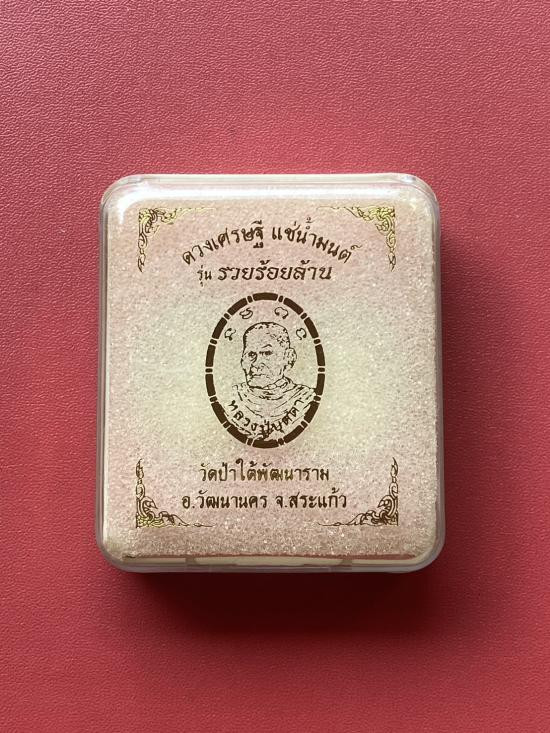 ดวงเศรษฐี แช่น้ำมนต์
รุ่น รวยร้อยล้าน
หลวงปู่บุดดา
วัดป่าใต้พัฒนาราม
อ.วัฒนานคร จ.สระแก้ว